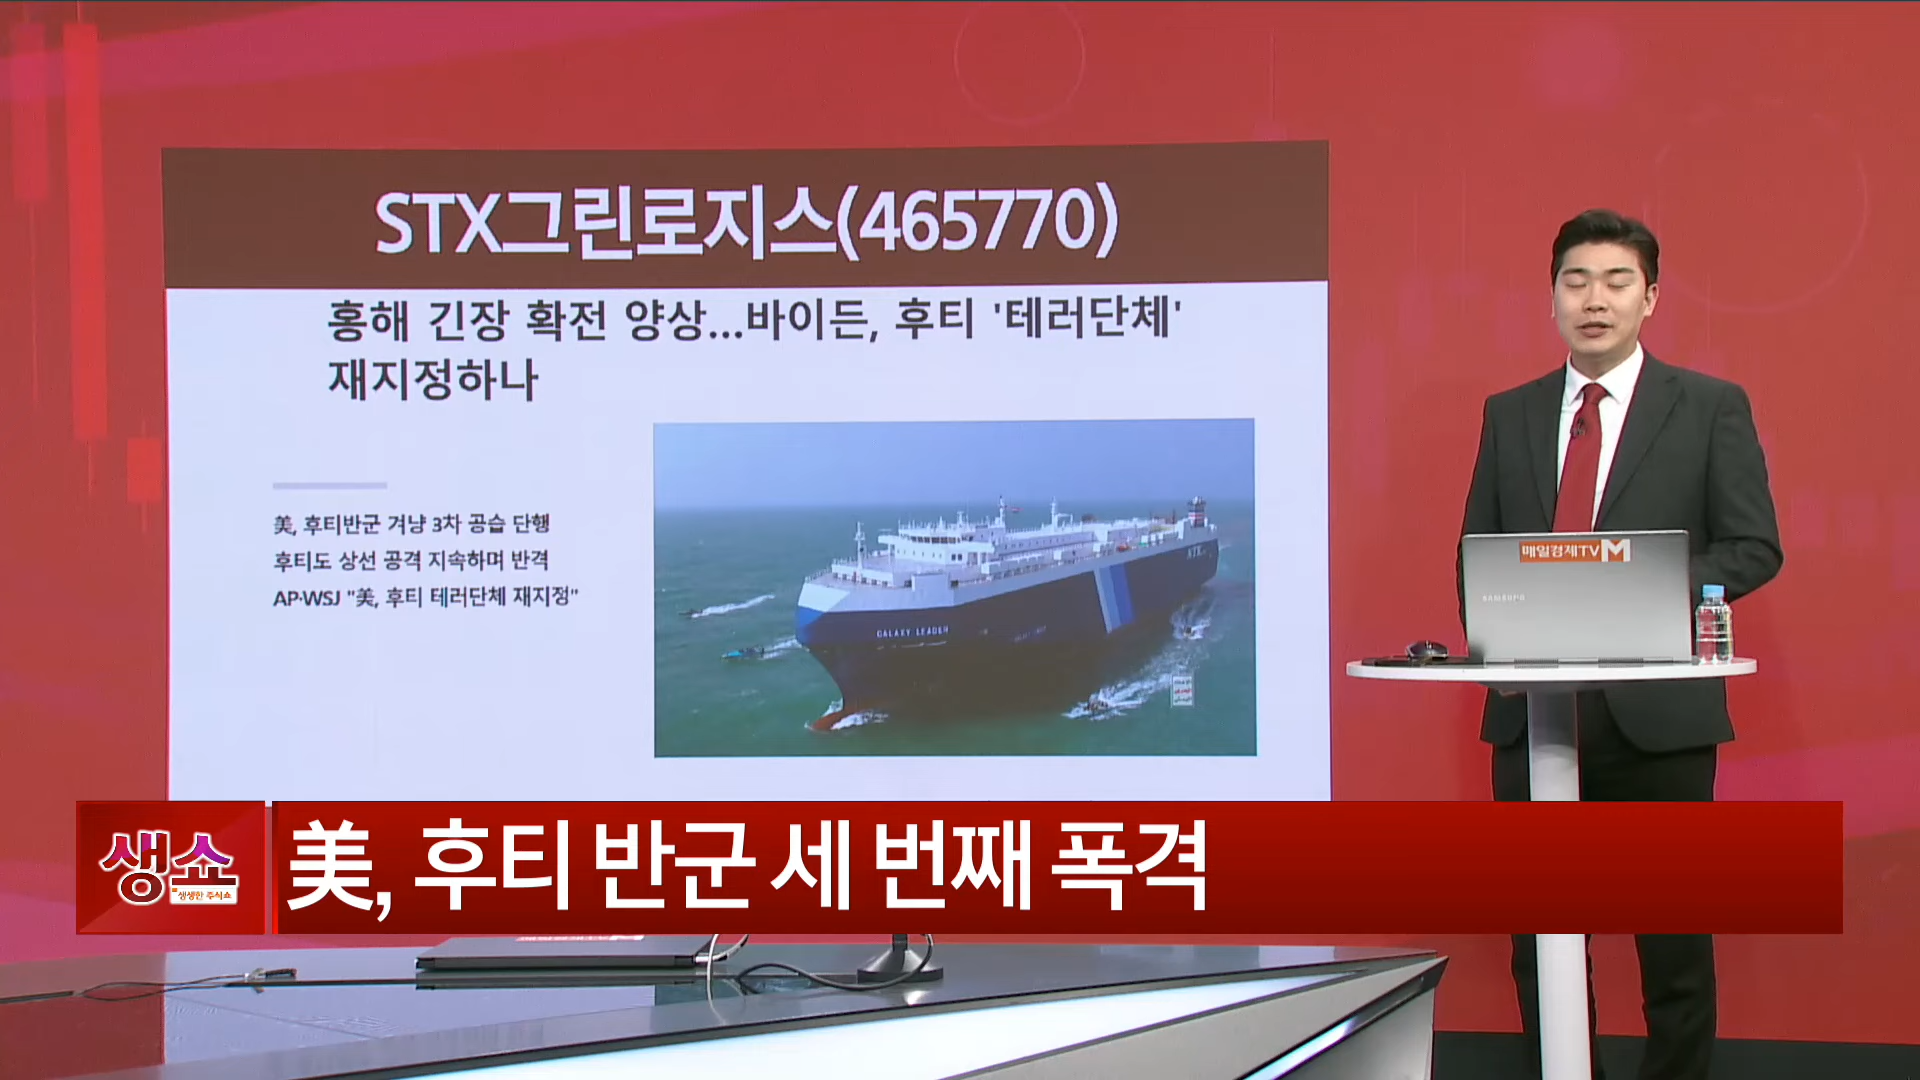 STX그린로지스(465770)
홍해 긴장 확전 양상...바이든, 후티 '테러단체'
재지정하나
美, 후티반군 겨냥 3차 공습 단행
후티도 상선 공격 지속하며 반격
AP·WSJ "美, 후티 테러단체 재지정"
GALAXY LEADER
매일경제TV M
SAMSUNG
생쇼
생생한 주식쇼
美, 후티 반군 세 번째 폭격